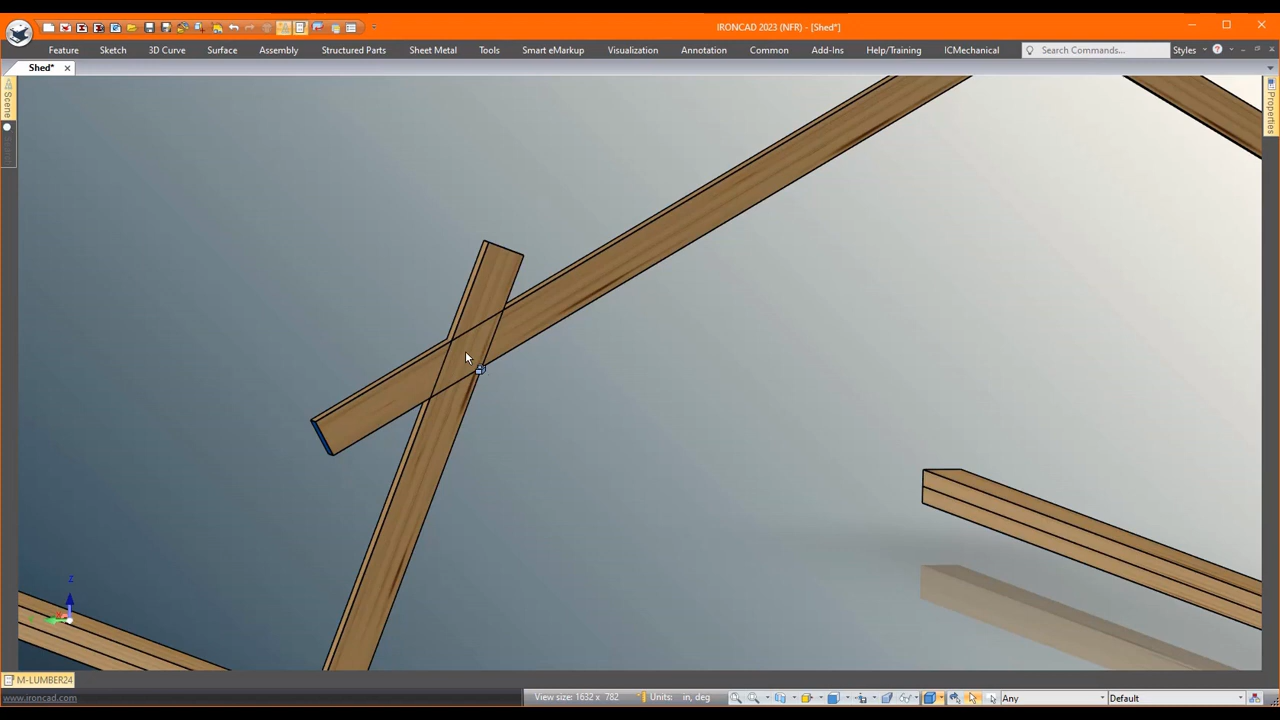 IRONCAD 2023 (NFR) - [Shed*]
Feature Sketch 3D Curve Surface Assembly Structured Parts Sheet Metal Tools Smart eMarkup Visualization Annotation Common Add-Ins Help/Training ICMechanical Search Commands... Styles
Shed*
Scene
Search
Properties
Z
M-LUMBER24
www.ironcad.com
View size: 1632 x 782 Units: in, deg Any Default